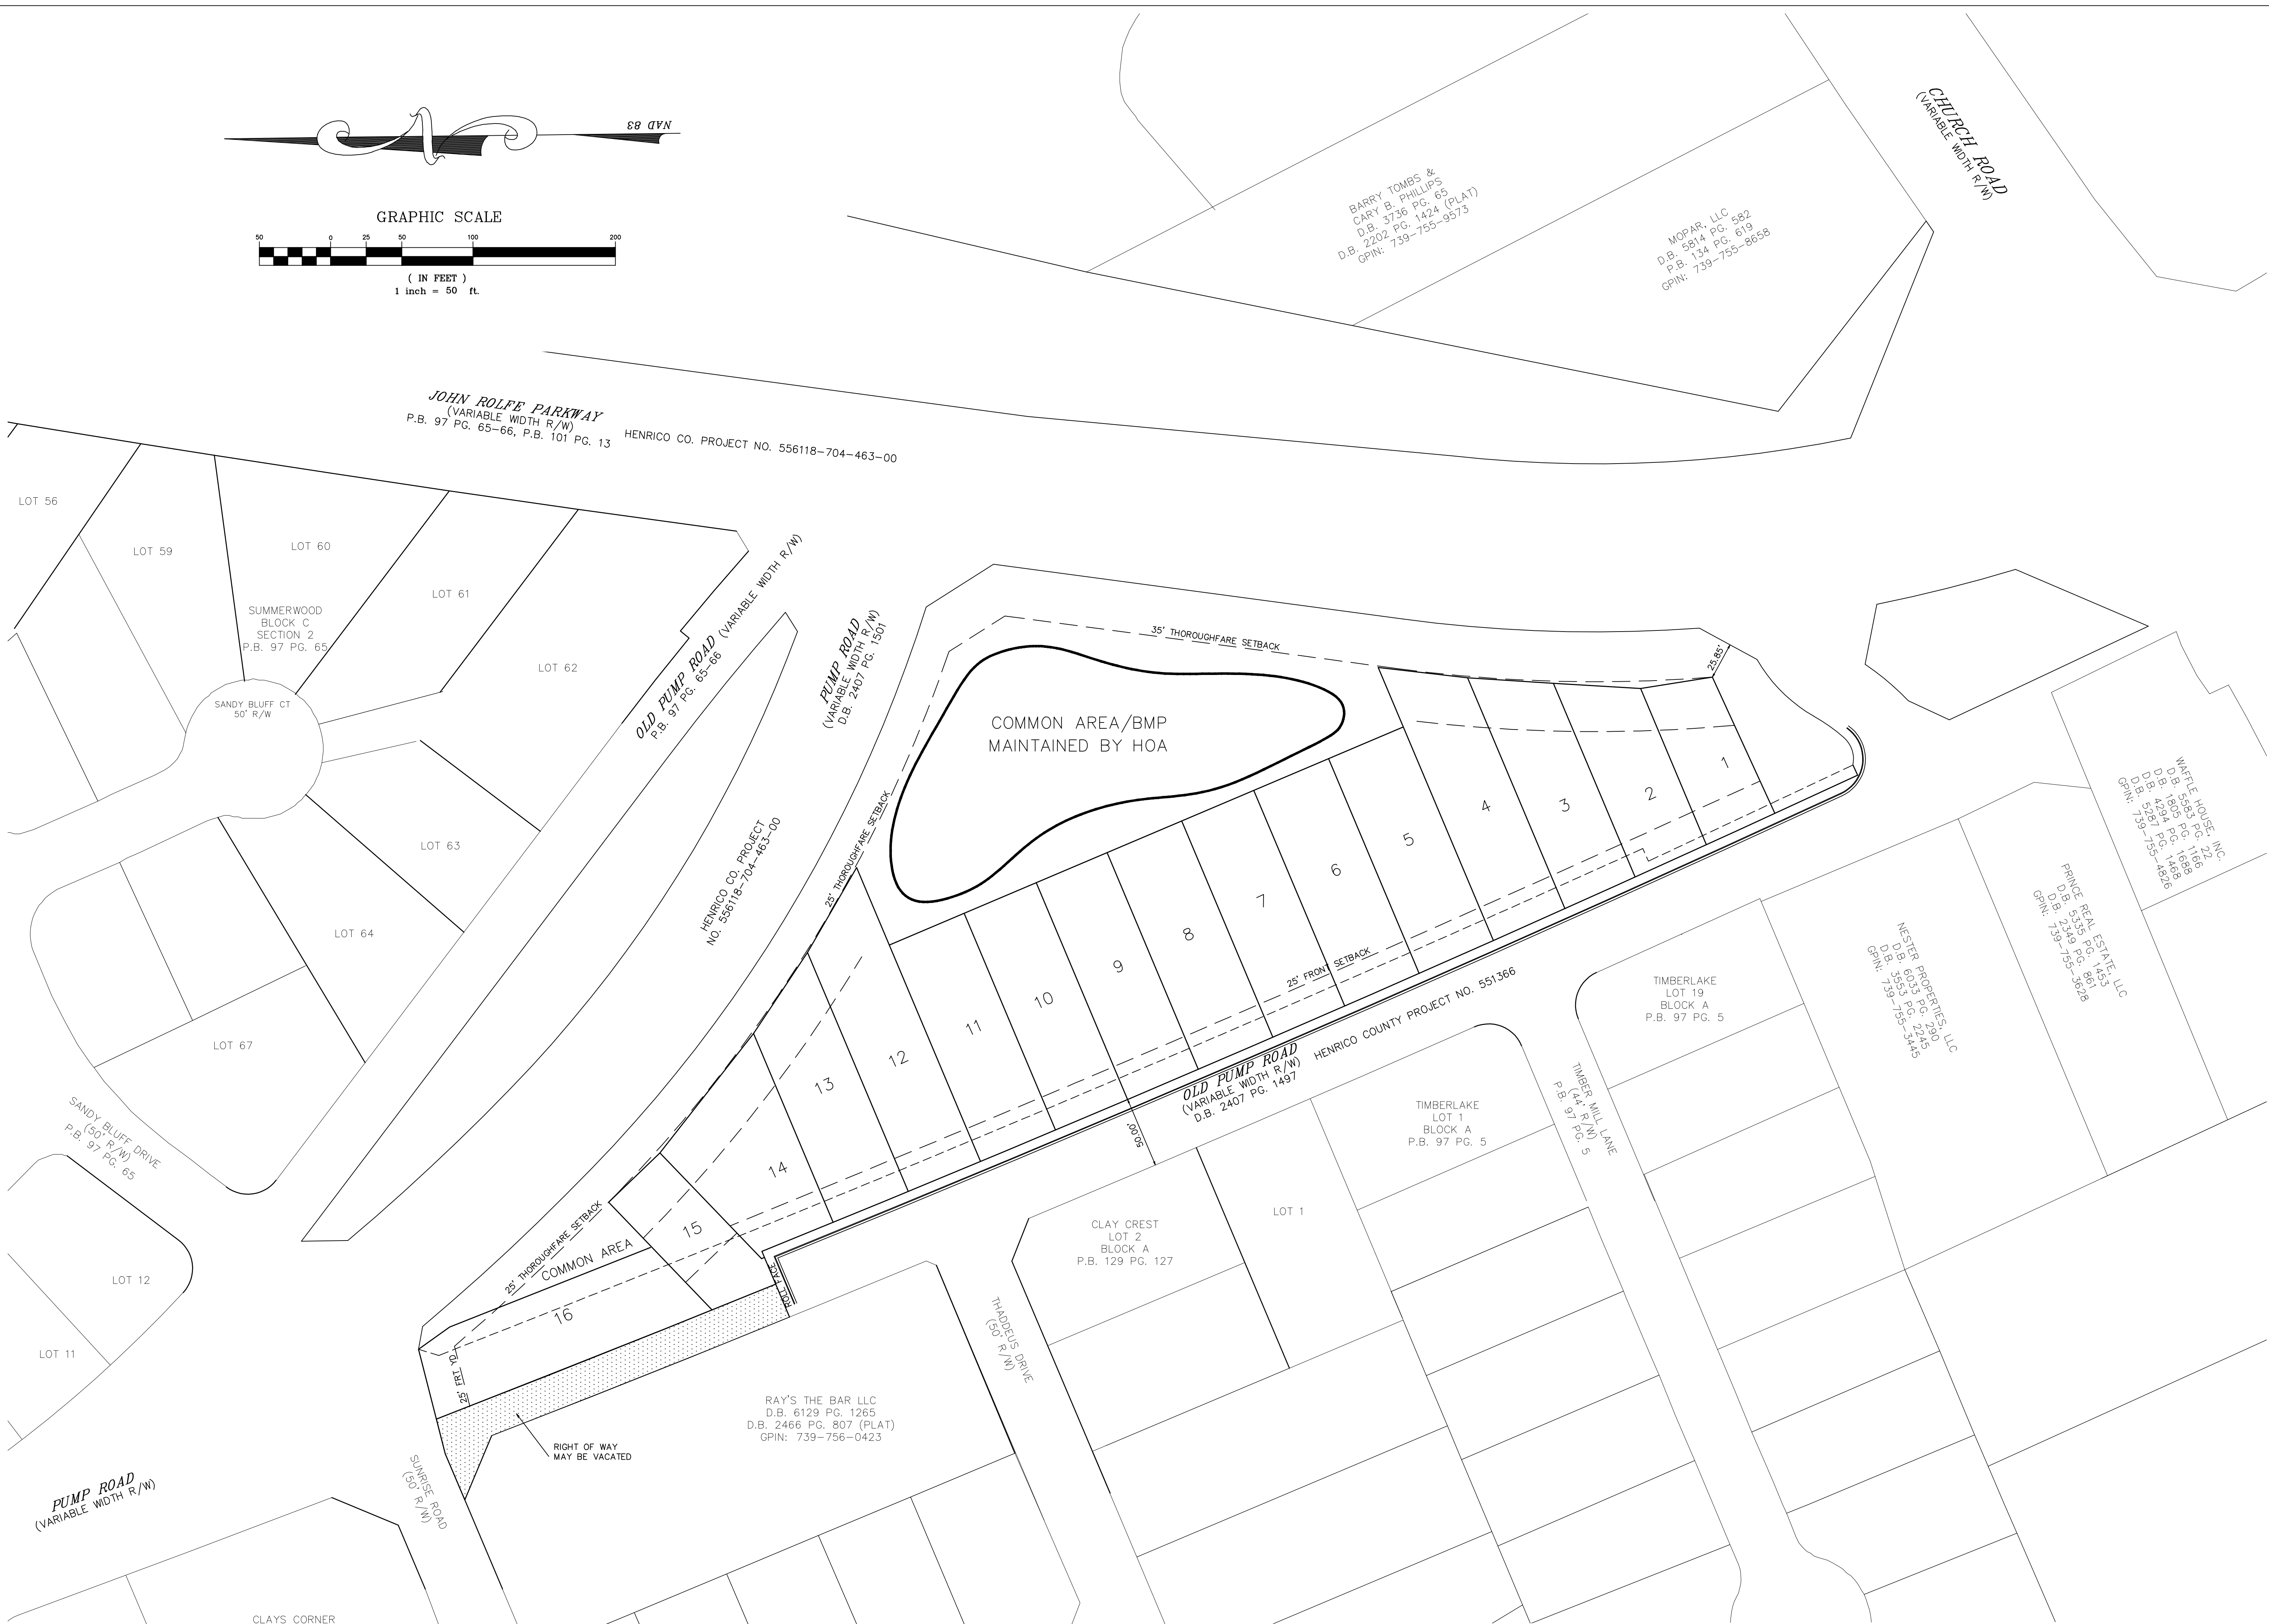 NAD 83
GRAPHIC SCALE
50 0 25 50 100 200
( IN FEET )
1 inch = 50 ft.
CHURCH ROAD
(VARIABLE WIDTH R/W)
BARRY TOMBS &
CARY B. PHILLIPS
D.B. 3736 PG. 65
D.B. 2202 PG. 1424 (PLAT)
GPIN: 739-755-9573
MOPAR, LLC
D.B. 5814 PG. 582
P.B. 134 PG. 619
GPIN: 739-755-8658
JOHN ROLFE PARKWAY
(VARIABLE WIDTH R/W)
P.B. 97 PG. 65-66, P.B. 101 PG. 13
HENRICO CO. PROJECT NO. 556118-704-463-00
LOT 56
LOT 59
LOT 60
LOT 61
LOT 62
SUMMERWOOD
BLOCK C
SECTION 2
P.B. 97 PG. 65
SANDY BLUFF CT
50' R/W
OLD PUMP ROAD (VARIABLE WIDTH R/W)
P.B. 97 PG. 65-66
PUMP ROAD
(VARIABLE WIDTH R/W)
D.B. 2407 PG. 1501
35' THOROUGHFARE SETBACK
25.85'
COMMON AREA/BMP
MAINTAINED BY HOA
1
2
3
4
5
6
7
8
9
10
11
12
13
14
15
16
25' THOROUGHFARE SETBACK
HENRICO CO. PROJECT
NO. 556118-704-463-00
LOT 63
LOT 64
LOT 67
25' FRONT SETBACK
OLD PUMP ROAD
(VARIABLE WIDTH R/W)
D.B. 2407 PG. 1497
HENRICO COUNTY PROJECT NO. 551366
50.00'
WAFFLE HOUSE, INC.
D.B. 5583 PG. 22
D.B. 1805 PG. 1166
D.B. 4294 PG. 1688
D.B. 5287 PG. 1468
GPIN: 739-755-4826
PRINCE REAL ESTATE, LLC
D.B. 5335 PG. 1453
D.B. 2349 PG. 861
GPIN: 739-755-3628
NESTER PROPERTIES, LLC
D.B. 6033 PG. 290
D.B. 3553 PG. 2245
GPIN: 739-755-3445
TIMBERLAKE
LOT 19
BLOCK A
P.B. 97 PG. 5
TIMBER MILL LANE
(44' R/W)
P.B. 97 PG. 5
TIMBERLAKE
LOT 1
BLOCK A
P.B. 97 PG. 5
LOT 1
CLAY CREST
LOT 2
BLOCK A
P.B. 129 PG. 127
THADDEUS DRIVE
(50' R/W)
SANDY BLUFF DRIVE
(50' R/W)
P.B. 97 PG. 65
LOT 12
LOT 11
25' THOROUGHFARE SETBACK
COMMON AREA
ROLL FACE
25' FRT. YD.
RIGHT OF WAY
MAY BE VACATED
RAY'S THE BAR LLC
D.B. 6129 PG. 1265
D.B. 2466 PG. 807 (PLAT)
GPIN: 739-756-0423
SUNRISE ROAD
(50' R/W)
PUMP ROAD
(VARIABLE WIDTH R/W)
CLAYS CORNER